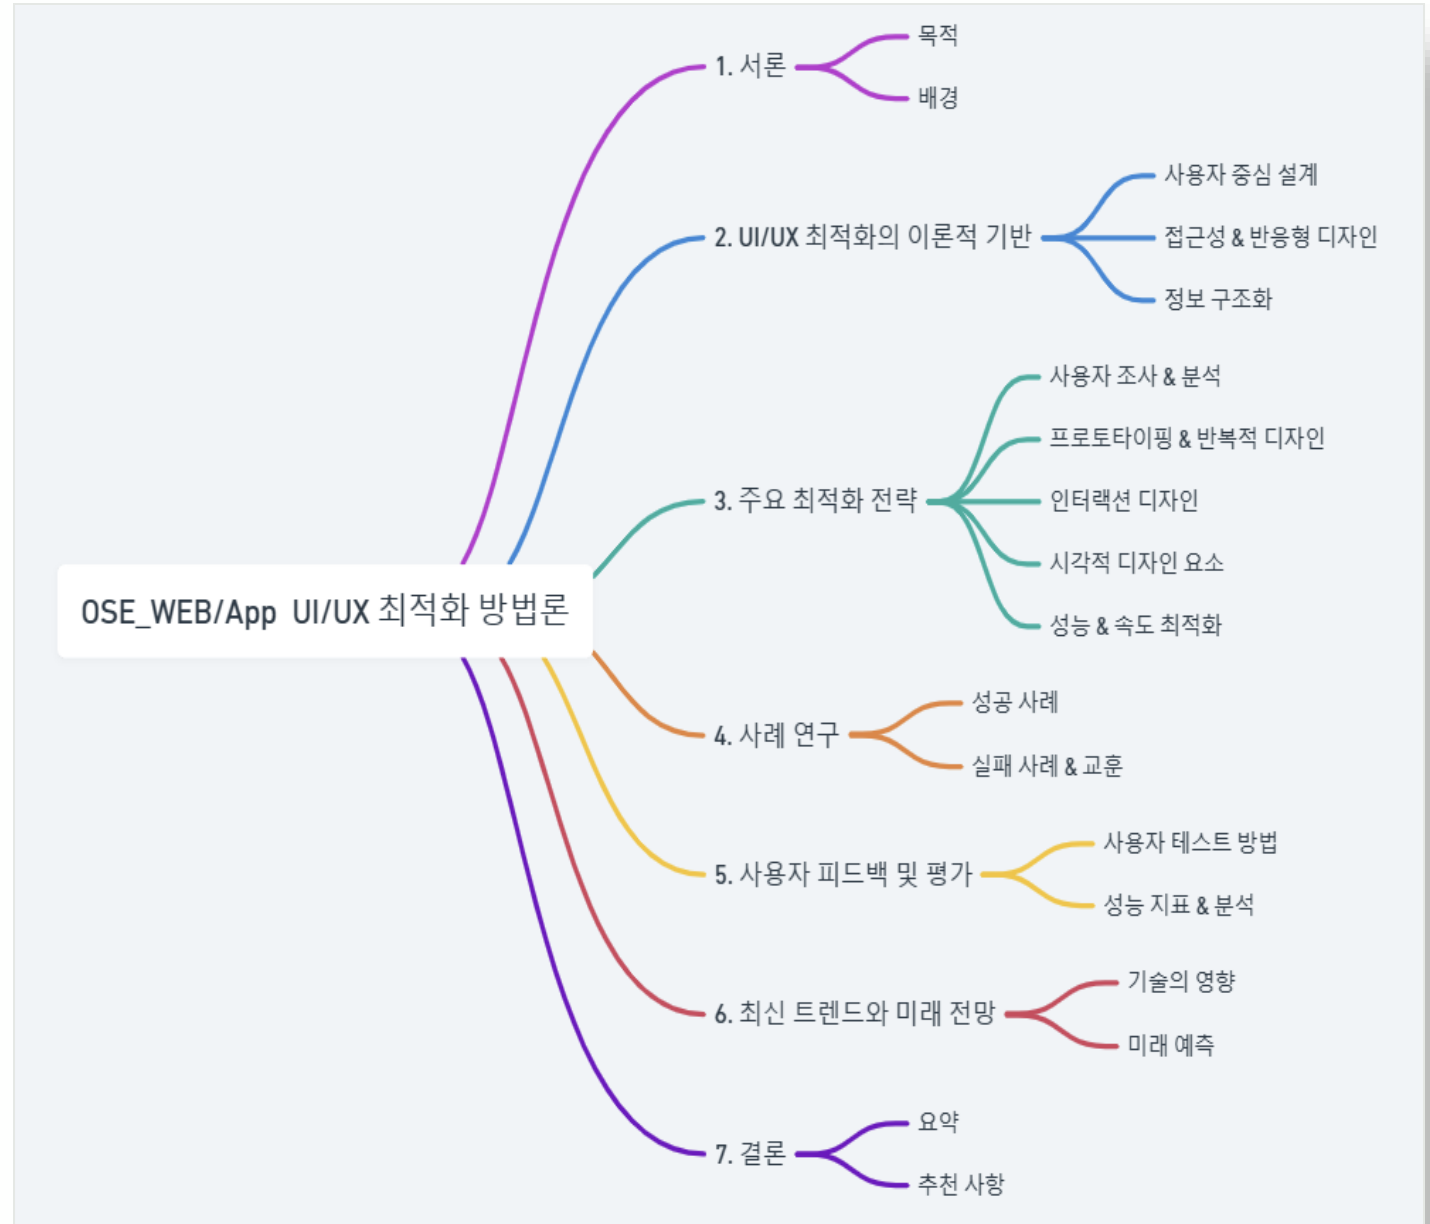 OSE_WEB/App UI/UX 최적화 방법론
1. 서론
목적
배경
2. UI/UX 최적화의 이론적 기반
사용자 중심 설계
접근성 & 반응형 디자인
정보 구조화
3. 주요 최적화 전략
사용자 조사 & 분석
프로토타이핑 & 반복적 디자인
인터랙션 디자인
시각적 디자인 요소
성능 & 속도 최적화
4. 사례 연구
성공 사례
실패 사례 & 교훈
5. 사용자 피드백 및 평가
사용자 테스트 방법
성능 지표 & 분석
6. 최신 트렌드와 미래 전망
기술의 영향
미래 예측
7. 결론
요약
추천 사항